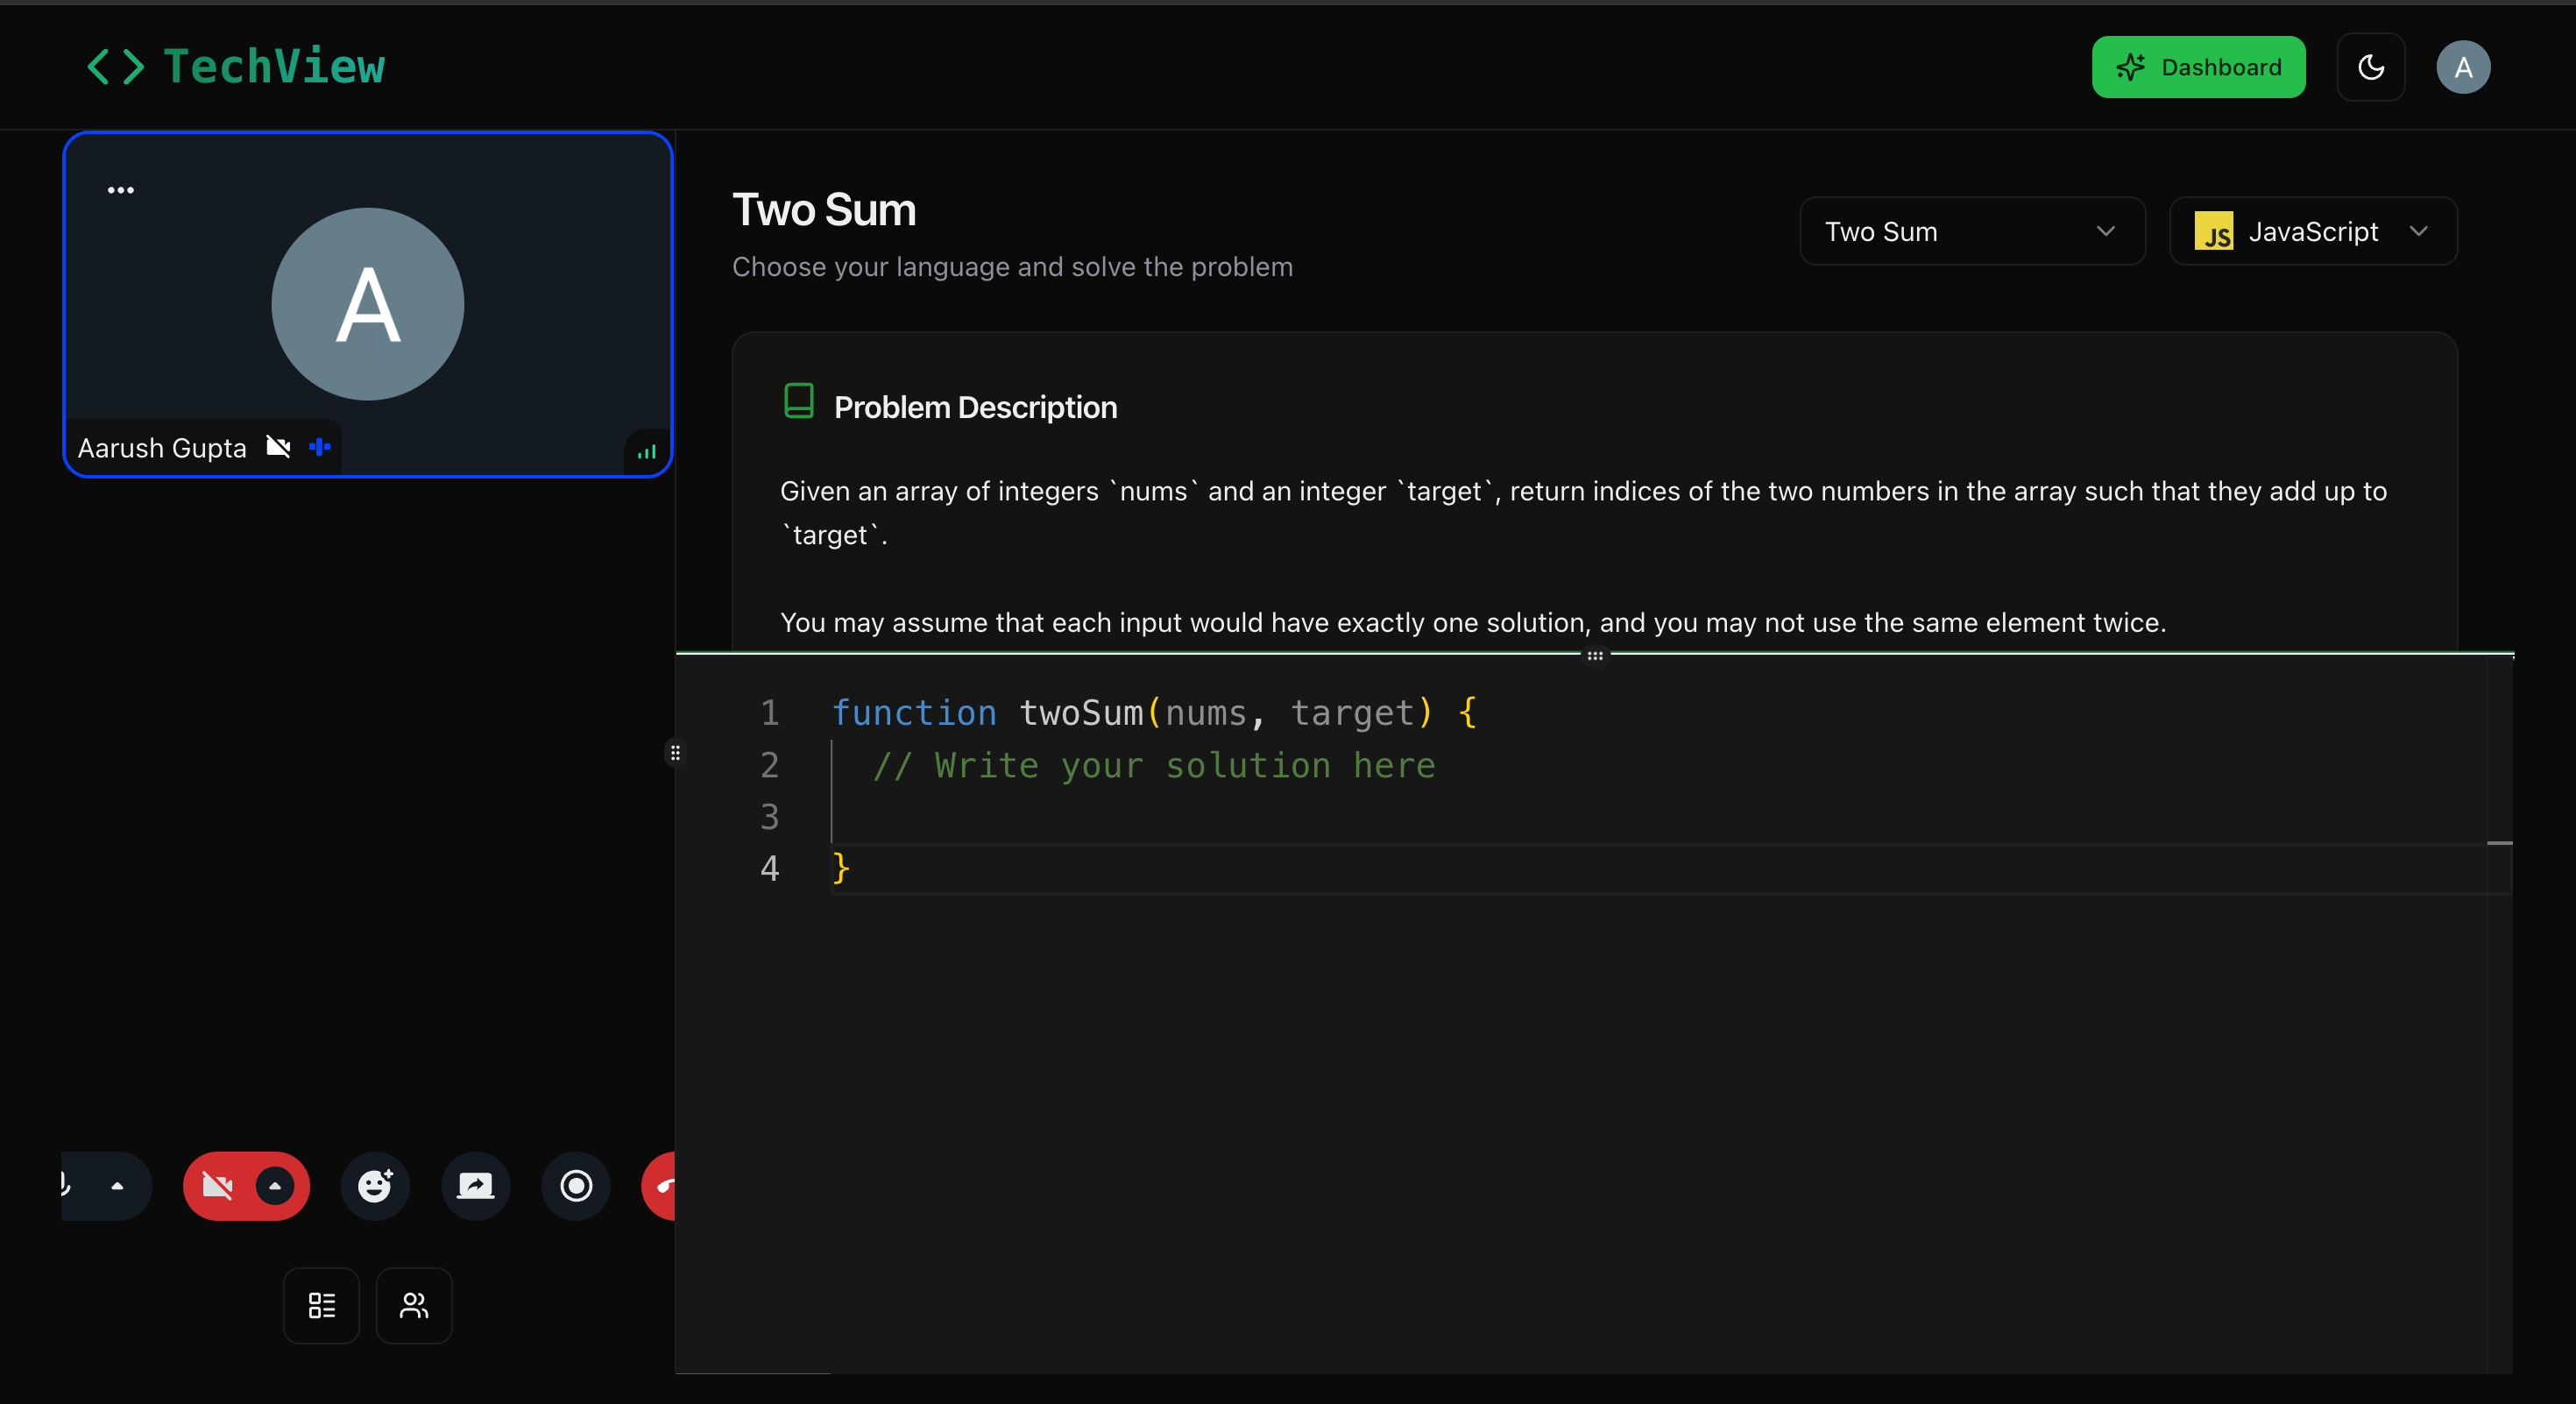 <> TechView
Dashboard
A
A
Aarush Gupta
Two Sum
Choose your language and solve the problem
Two Sum
JS JavaScript
Problem Description
Given an array of integers `nums` and an integer `target`, return indices of the two numbers in the array such that they add up to
`target`.
You may assume that each input would have exactly one solution, and you may not use the same element twice.
1 function twoSum(nums, target) {
2 // Write your solution here
3
4 }